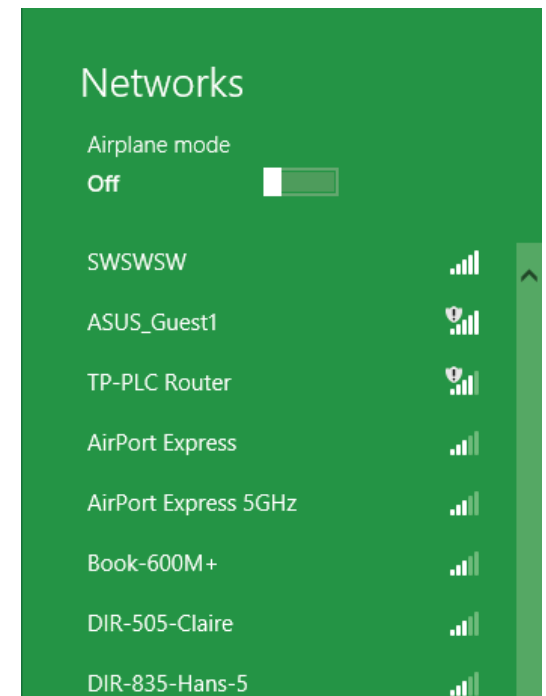 Networks
Airplane mode
Off
SWSWSW
ASUS_Guest1
TP-PLC Router
AirPort Express
AirPort Express 5GHz
Book-600M+
DIR-505-Claire
DIR-835-Hans-5